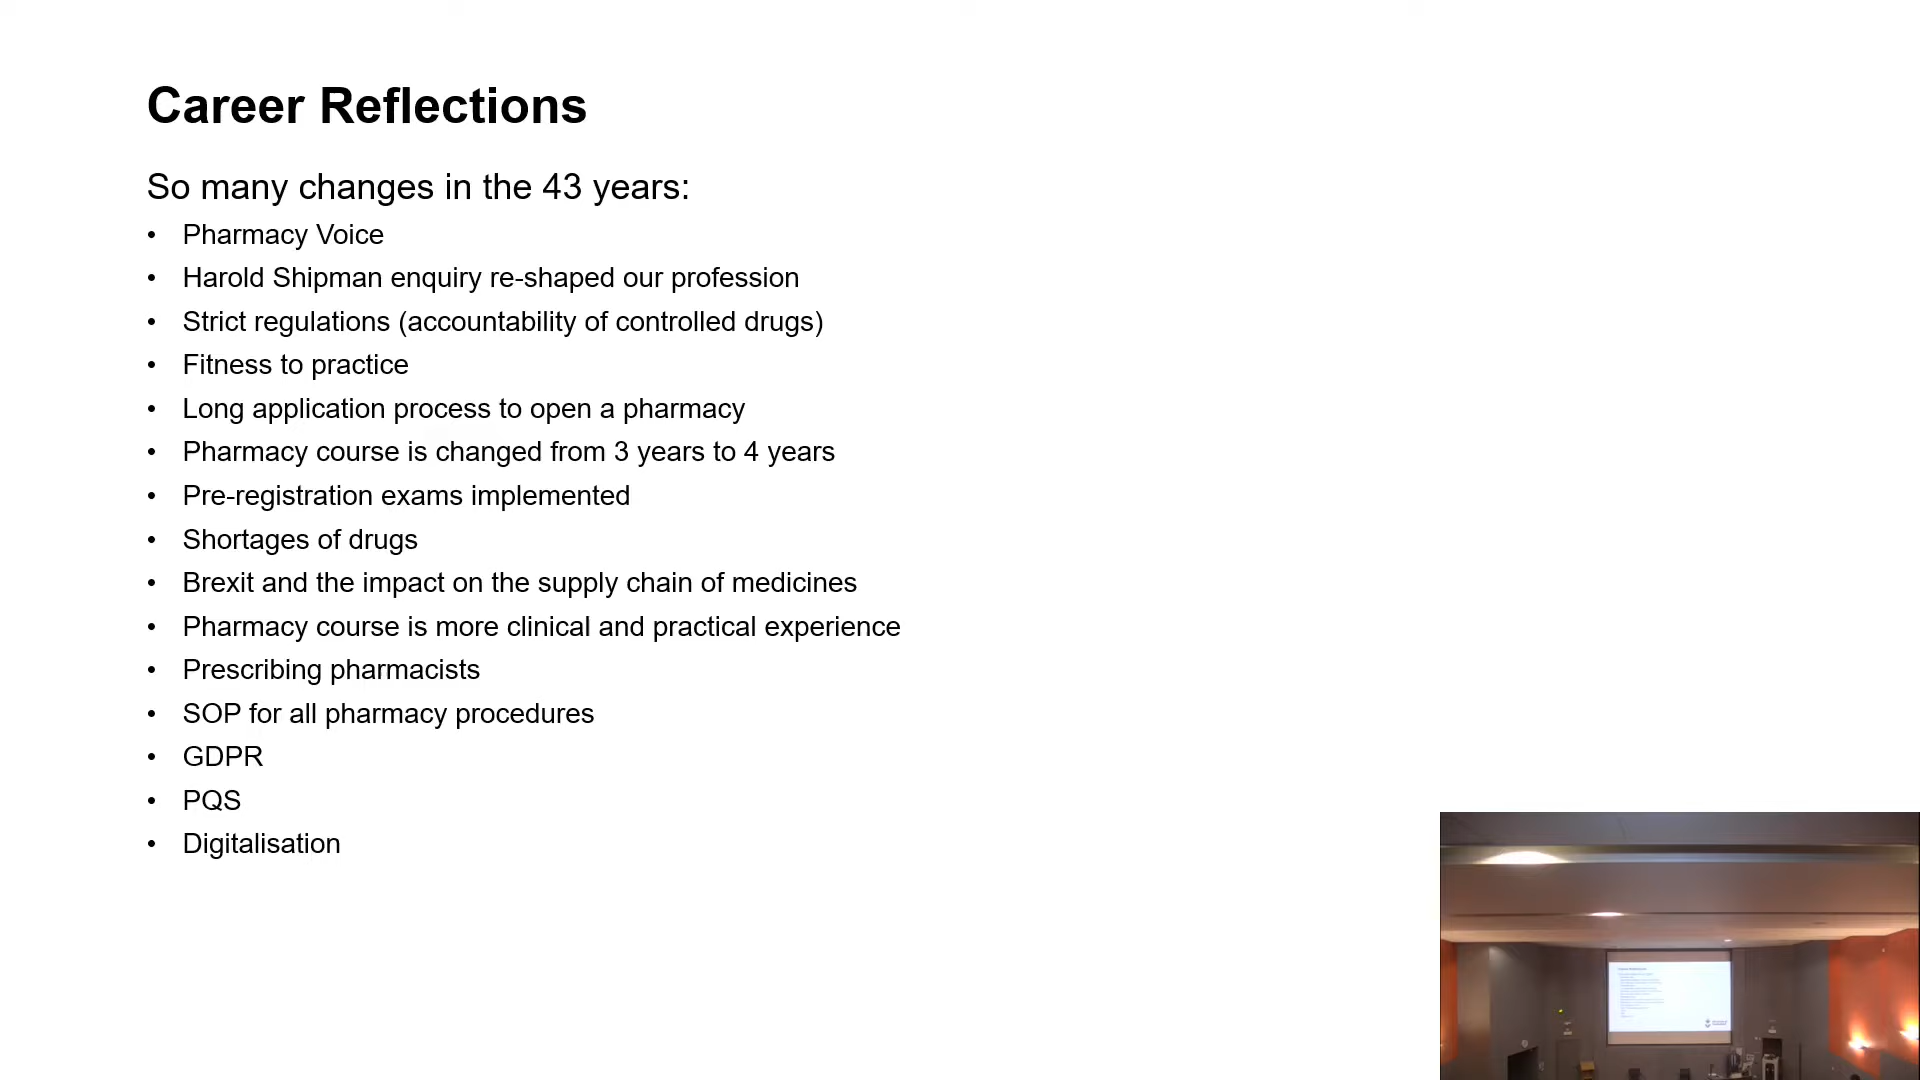 Career Reflections
So many changes in the 43 years:
• Pharmacy Voice
• Harold Shipman enquiry re-shaped our profession
• Strict regulations (accountability of controlled drugs)
• Fitness to practice
• Long application process to open a pharmacy
• Pharmacy course is changed from 3 years to 4 years
• Pre-registration exams implemented
• Shortages of drugs
• Brexit and the impact on the supply chain of medicines
• Pharmacy course is more clinical and practical experience
• Prescribing pharmacists
• SOP for all pharmacy procedures
• GDPR
• PQS
• Digitalisation